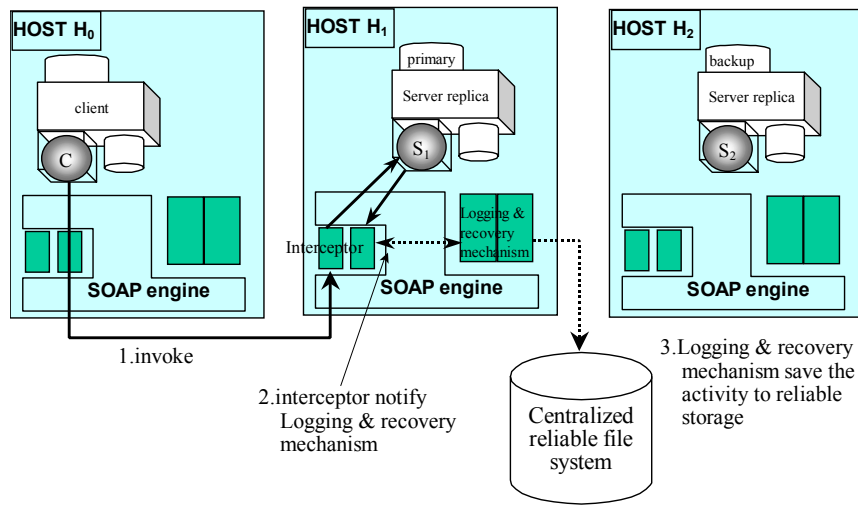 HOST H0
client
C
SOAP engine
HOST H1
primary
Server replica
S1
Interceptor
Logging &
recovery
mechanism
SOAP engine
HOST H2
backup
Server replica
S2
SOAP engine
1.invoke
2.interceptor notify
Logging & recovery
mechanism
Centralized
reliable file
system
3.Logging & recovery
mechanism save the
activity to reliable
storage